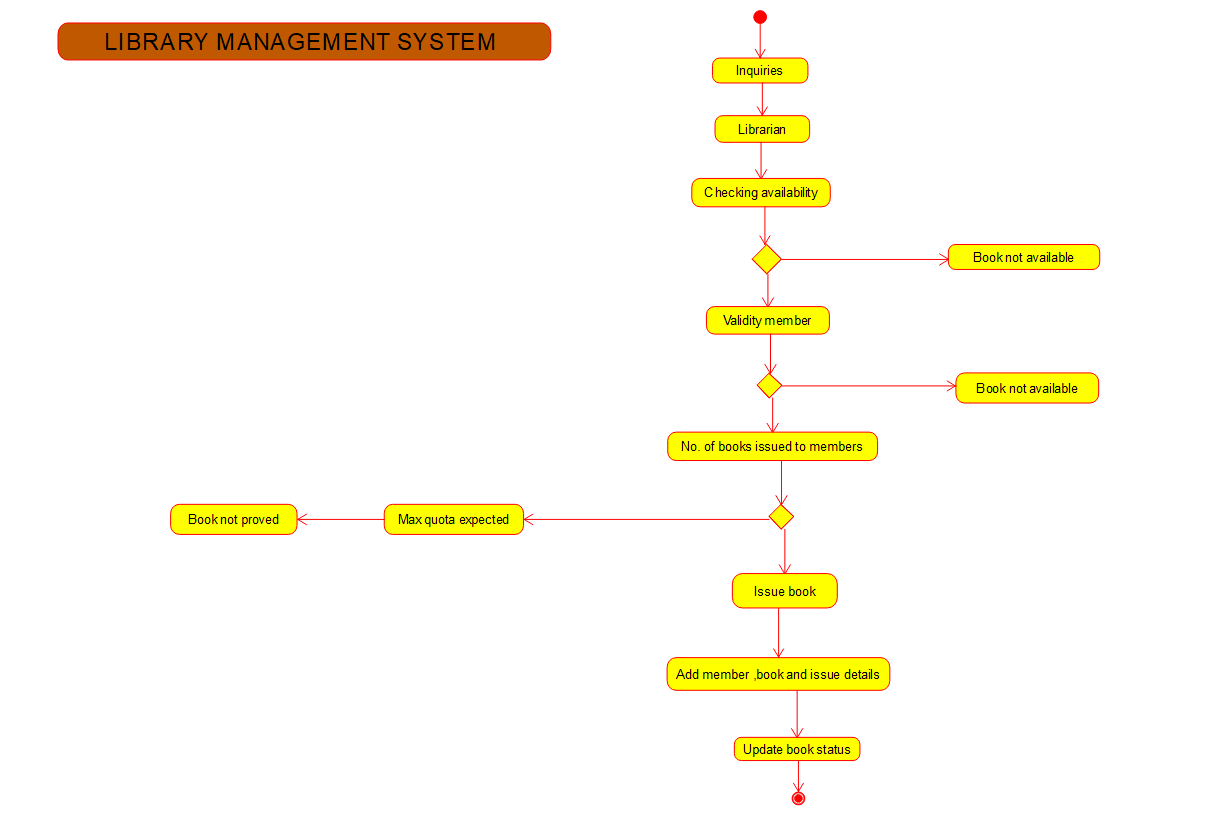 LIBRARY MANAGEMENT SYSTEM
Inquiries
Librarian
Checking availability
Book not available
Validity member
Book not available
No. of books issued to members
Book not proved
Max quota expected
Issue book
Add member ,book and issue details
Update book status